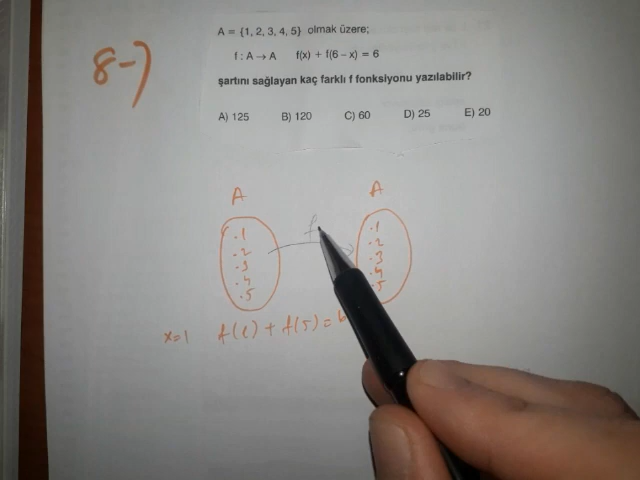 8-)
A = {1, 2, 3, 4, 5} olmak üzere;
f : A → A f(x) + f(6 – x) = 6
şartını sağlayan kaç farklı f fonksiyonu yazılabilir?
A) 125 B) 120 C) 60 D) 25 E) 20
A A
f
.1 .1
.2 .2
.3 .3
.4 .4
.5 .5
x=1 f(1) + f(5) = 6